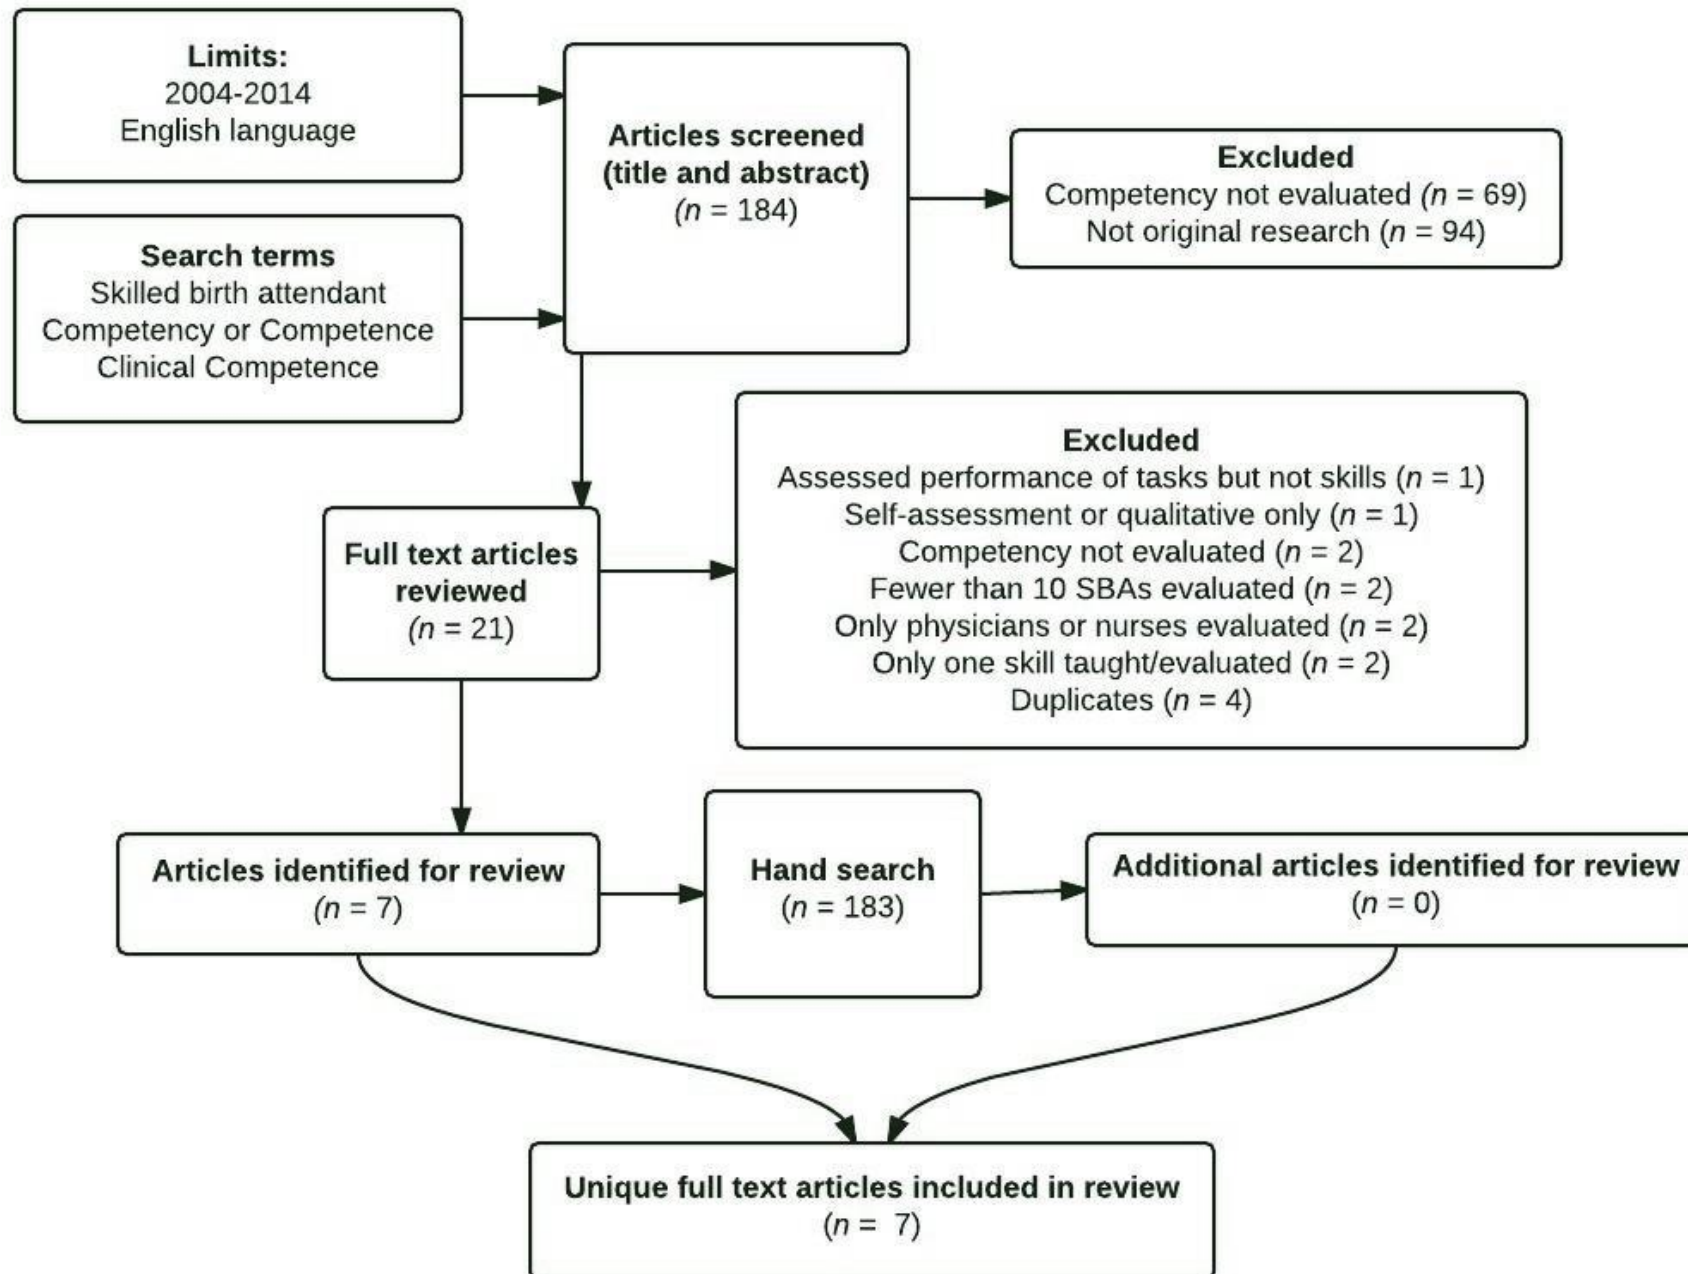 Limits:
2004-2014
English language
Search terms
Skilled birth attendant
Competency or Competence
Clinical Competence
Articles screened
(title and abstract)
(n = 184)
Excluded
Competency not evaluated (n = 69)
Not original research (n = 94)
Full text articles
reviewed
(n = 21)
Excluded
Assessed performance of tasks but not skills (n = 1)
Self-assessment or qualitative only (n = 1)
Competency not evaluated (n = 2)
Fewer than 10 SBAs evaluated (n = 2)
Only physicians or nurses evaluated (n = 2)
Only one skill taught/evaluated (n = 2)
Duplicates (n = 4)
Articles identified for review
(n = 7)
Hand search
(n = 183)
Additional articles identified for review
(n = 0)
Unique full text articles included in review
(n =  7)